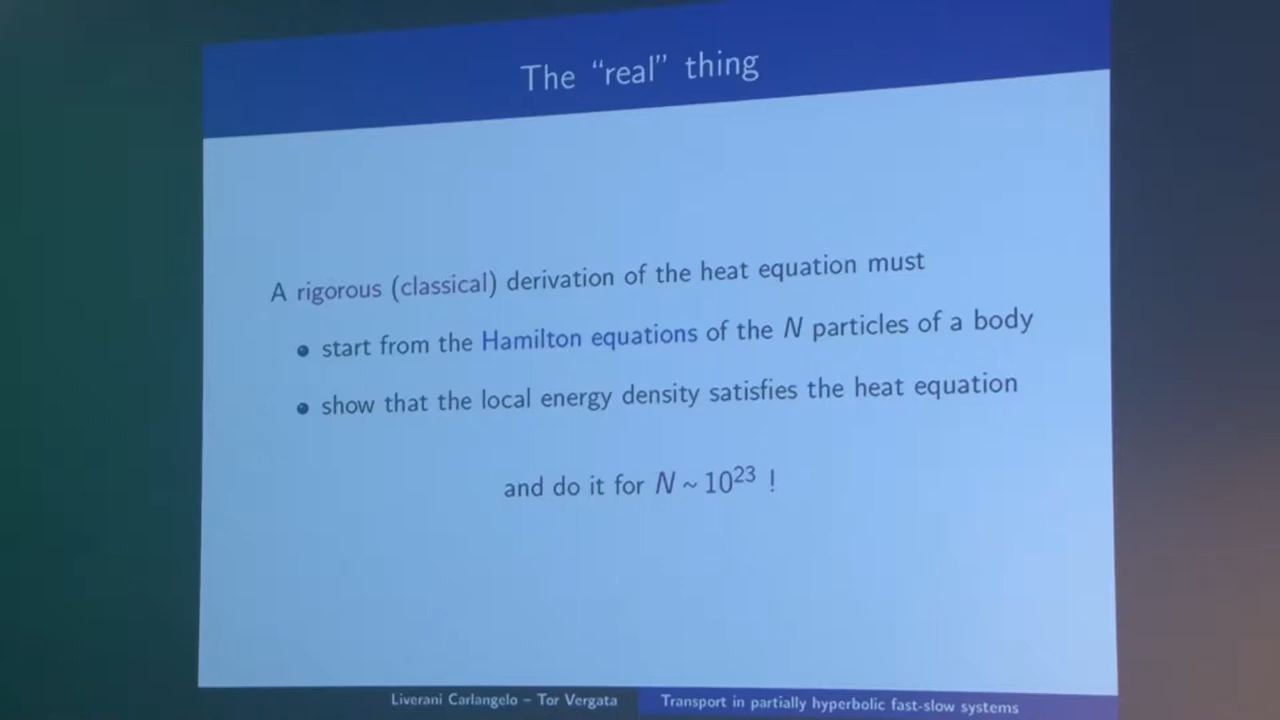 The “real” thing
A rigorous (classical) derivation of the heat equation must
• start from the Hamilton equations of the N particles of a body
• show that the local energy density satisfies the heat equation
and do it for N ~ 10²³ !
Liverani Carlangelo – Tor Vergata
Transport in partially hyperbolic fast-slow systems